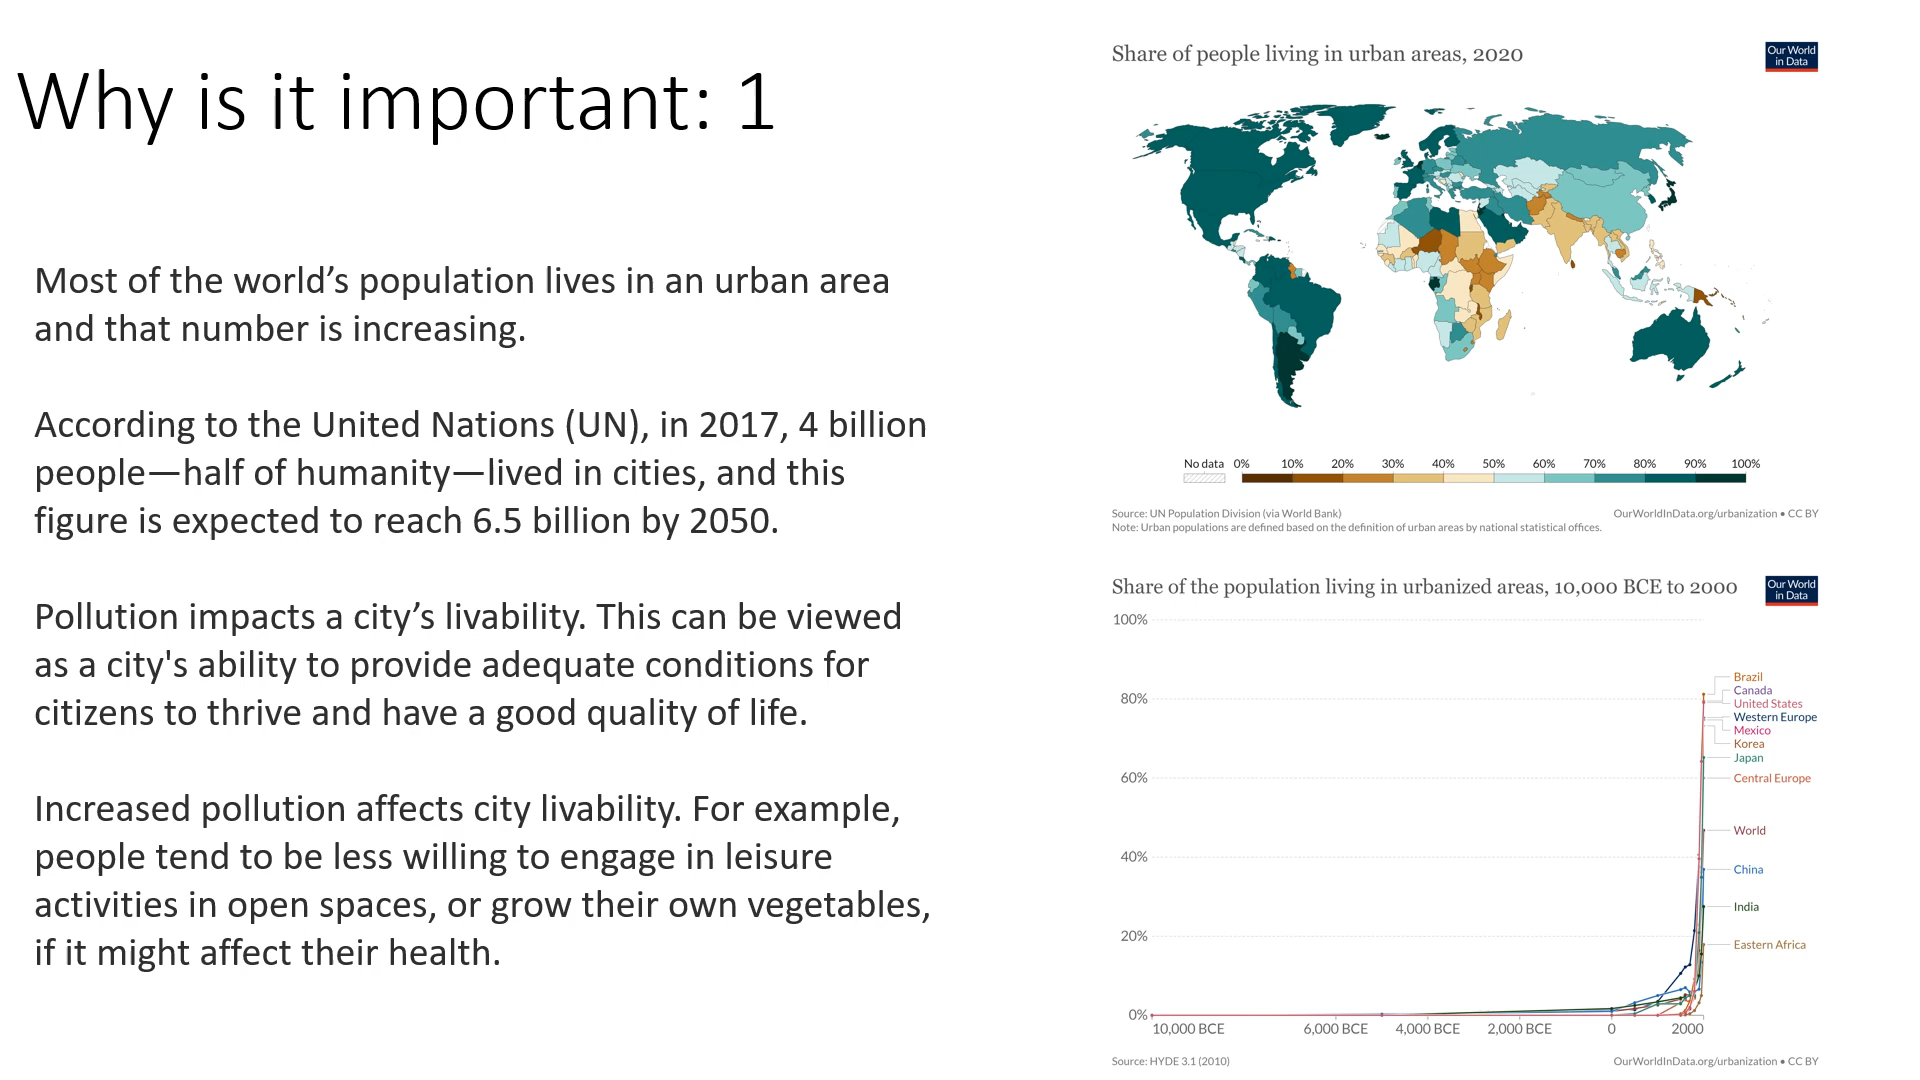 Why is it important: 1
Most of the world’s population lives in an urban area
and that number is increasing.
According to the United Nations (UN), in 2017, 4 billion
people—half of humanity—lived in cities, and this
figure is expected to reach 6.5 billion by 2050.
Pollution impacts a city’s livability. This can be viewed
as a city's ability to provide adequate conditions for
citizens to thrive and have a good quality of life.
Increased pollution affects city livability. For example,
people tend to be less willing to engage in leisure
activities in open spaces, or grow their own vegetables,
if it might affect their health.
Share of people living in urban areas, 2020
Our World
in Data
No data 0% 10% 20% 30% 40% 50% 60% 70% 80% 90% 100%
Source: UN Population Division (via World Bank) OurWorldInData.org/urbanization • CC BY
Note: Urban populations are defined based on the definition of urban areas by national statistical offices.
Share of the population living in urbanized areas, 10,000 BCE to 2000
Our World
in Data
100%
80%
60%
40%
20%
0%
Brazil
Canada
United States
Western Europe
Mexico
Korea
Japan
Central Europe
World
China
India
Eastern Africa
10,000 BCE 6,000 BCE 4,000 BCE 2,000 BCE 0 2000
Source: HYDE 3.1 (2010) OurWorldInData.org/urbanization • CC BY